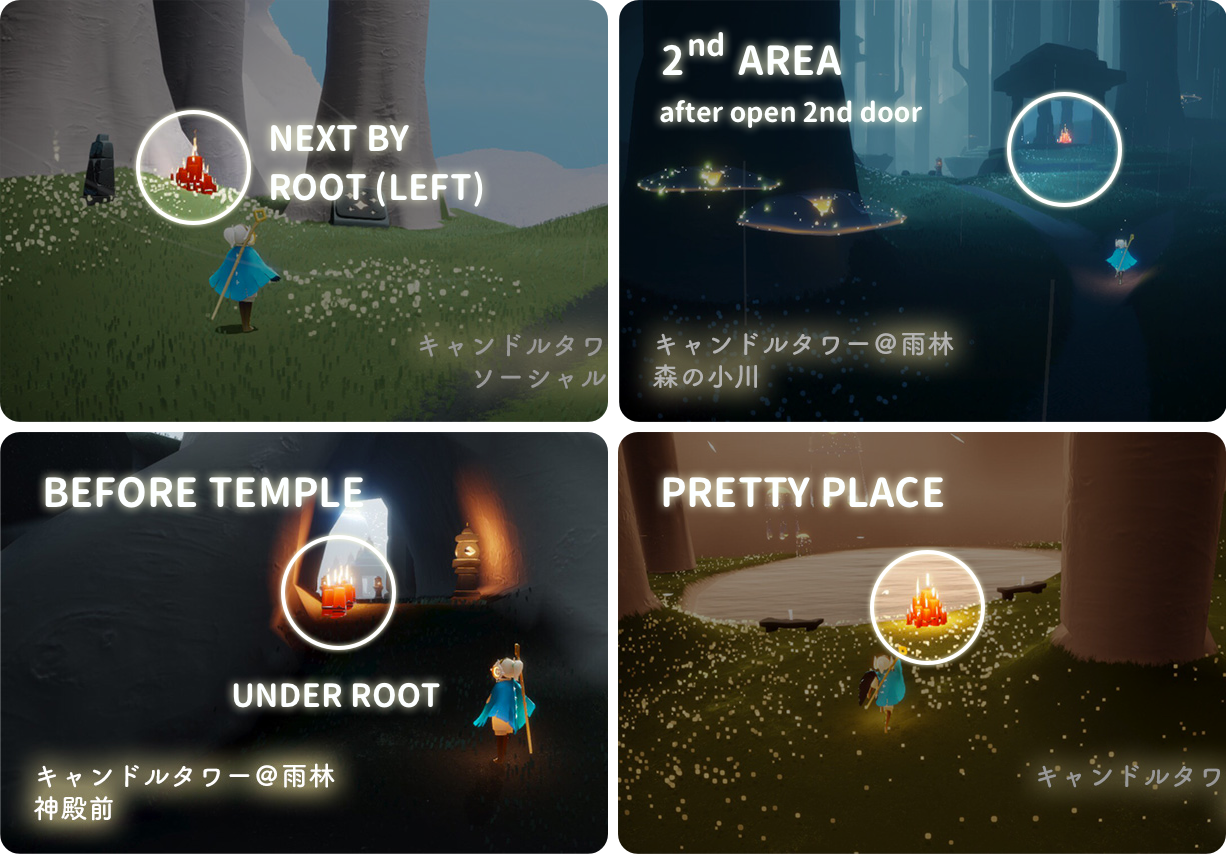 NEXT BY
ROOT (LEFT)
キャンドルタワ
ソーシャル
2nd AREA
after open 2nd door
キャンドルタワー@雨林
森の小川
BEFORE TEMPLE
UNDER ROOT
キャンドルタワー@雨林
神殿前
PRETTY PLACE
キャンドルタワ